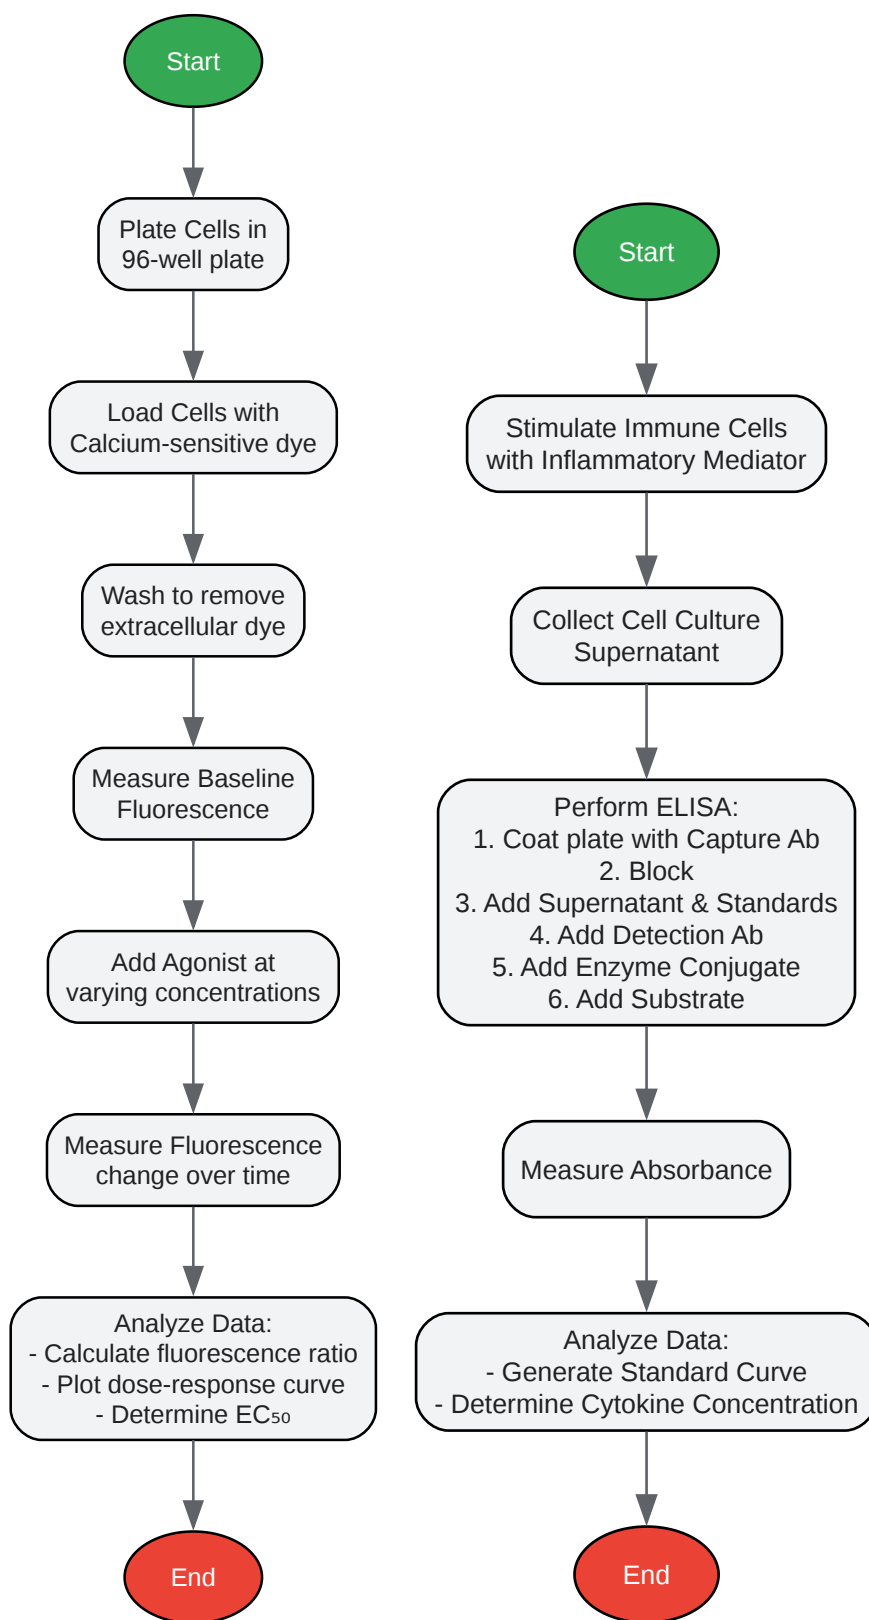 Start
Plate Cells in
96-well plate
Load Cells with
Calcium-sensitive dye
Wash to remove
extracellular dye
Measure Baseline
Fluorescence
Add Agonist at
varying concentrations
Measure Fluorescence
change over time
Analyze Data:
- Calculate fluorescence ratio
- Plot dose-response curve
- Determine EC₅₀
End
Start
Stimulate Immune Cells
with Inflammatory Mediator
Collect Cell Culture
Supernatant
Perform ELISA:
1. Coat plate with Capture Ab
2. Block
3. Add Supernatant & Standards
4. Add Detection Ab
5. Add Enzyme Conjugate
6. Add Substrate
Measure Absorbance
Analyze Data:
- Generate Standard Curve
- Determine Cytokine Concentration
End